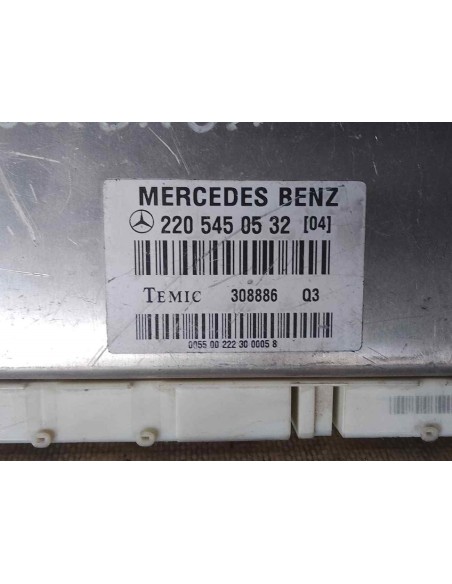 MERCEDES BENZ
220 545 05 32 [04]
TEMIC 308886 Q3
0055 00 222 30 0005 8